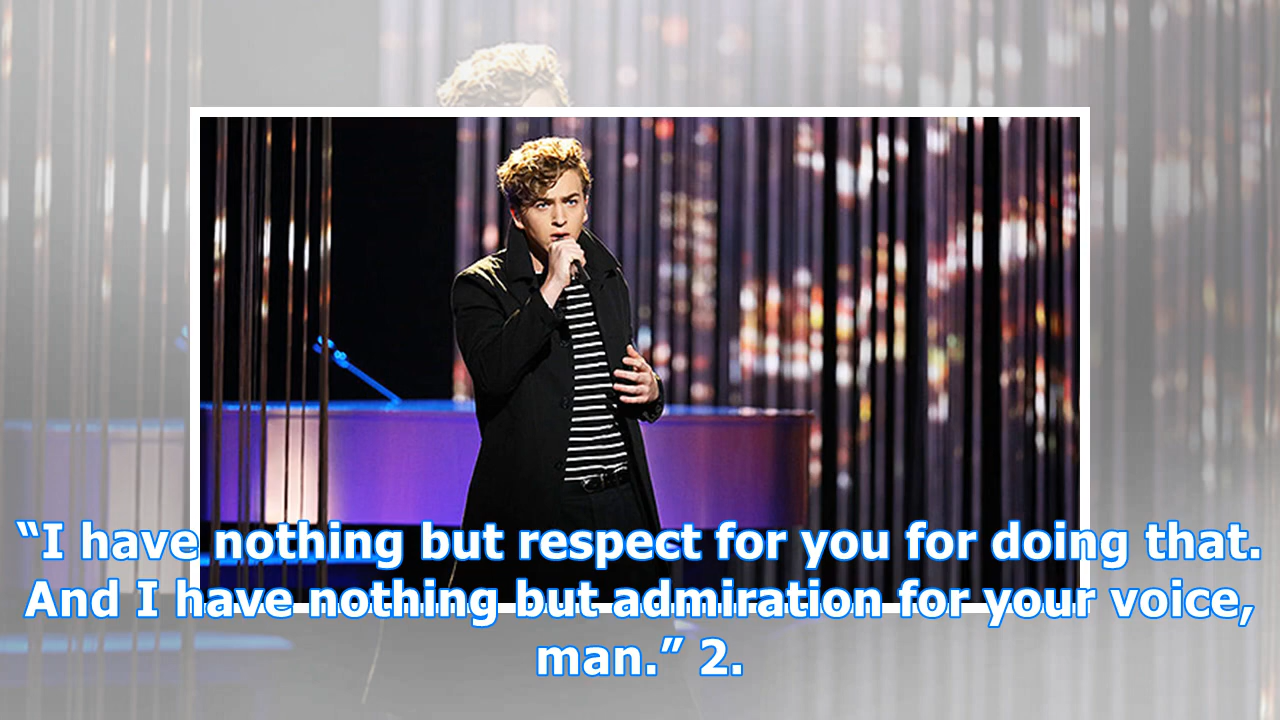 “I have nothing but respect for you for doing that.
And I have nothing but admiration for your voice,
man.” 2.